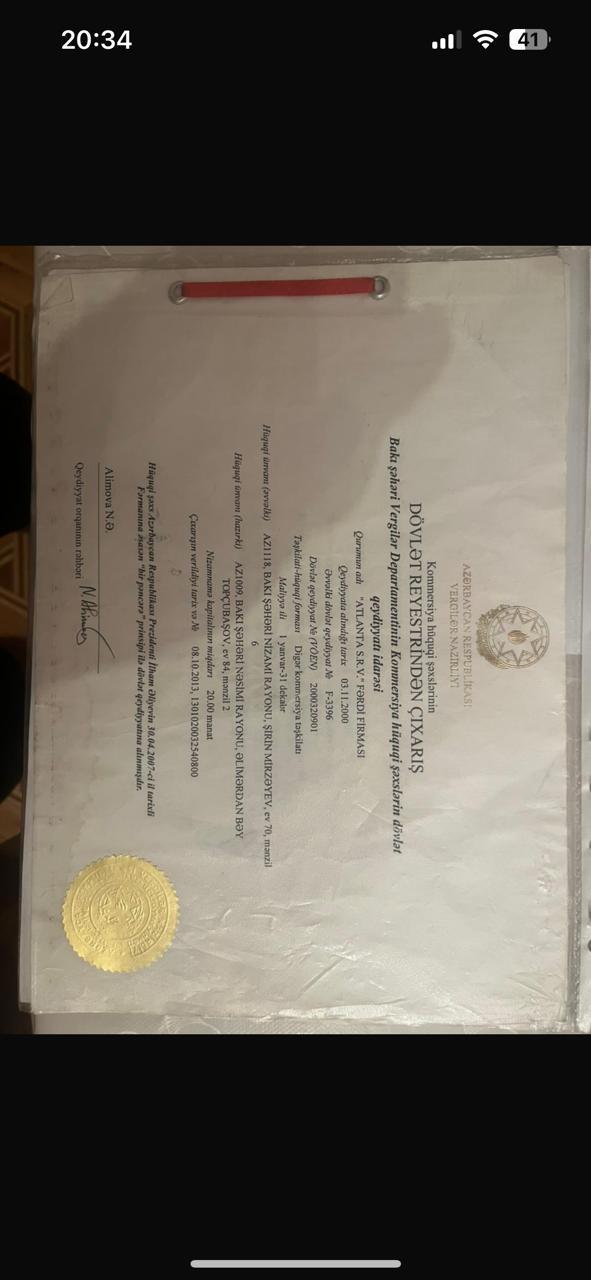 20:34
41
AZƏRBAYCAN RESPUBLİKASI
VERGİLƏR NAZİRLİYİ
Kommersiya hüquqi şəxslərinin
DÖVLƏT REYESTRİNDƏN ÇIXARIŞ
Bakı şəhəri Vergilər Departamentinin Kommersiya hüquqi şəxslərin dövlət
qeydiyyatı idarəsi
Qurumun adı "ATLANTA S.R.V." FƏRDİ FİRMASI
Qeydiyyata alındığı tarix 03.11.2000
Əvvəlki dövlət qeydiyyat № F-3396
Dövlət qeydiyyat № (VÖEN) 2000320901
Təşkilati-hüquqi forması Digər kommersiya təşkilatı
Maliyyə ili 1 yanvar-31 dekabr
Hüquqi ünvanı (əvvəlki) AZ1118, BAKI ŞƏHƏRİ NİZAMİ RAYONU, ŞİRİN MİRZƏYEV, ev 70, mənzil
6
Hüquqi ünvanı (hazırki) AZ1009, BAKI ŞƏHƏRİ NƏSİMİ RAYONU, ƏLİMƏRDAN BƏY
TOPÇUBAŞOV, ev 84, mənzil 2
Nizamnamə kapitalının miqdarı 20.00 manat
Çıxarışın verildiyi tarix və № 08.10.2013, 1301020032540800
Hüquqi şəxs Azərbaycan Respublikası Prezidenti İlham Əliyevin 30.04.2007-ci il tarixli
Fərmanına əsasən "bir pəncərə" prinsipi ilə dövlət qeydiyyatına alınmışdır.
Alimova N.Ə.
Qeydiyyat orqanının rəhbəri